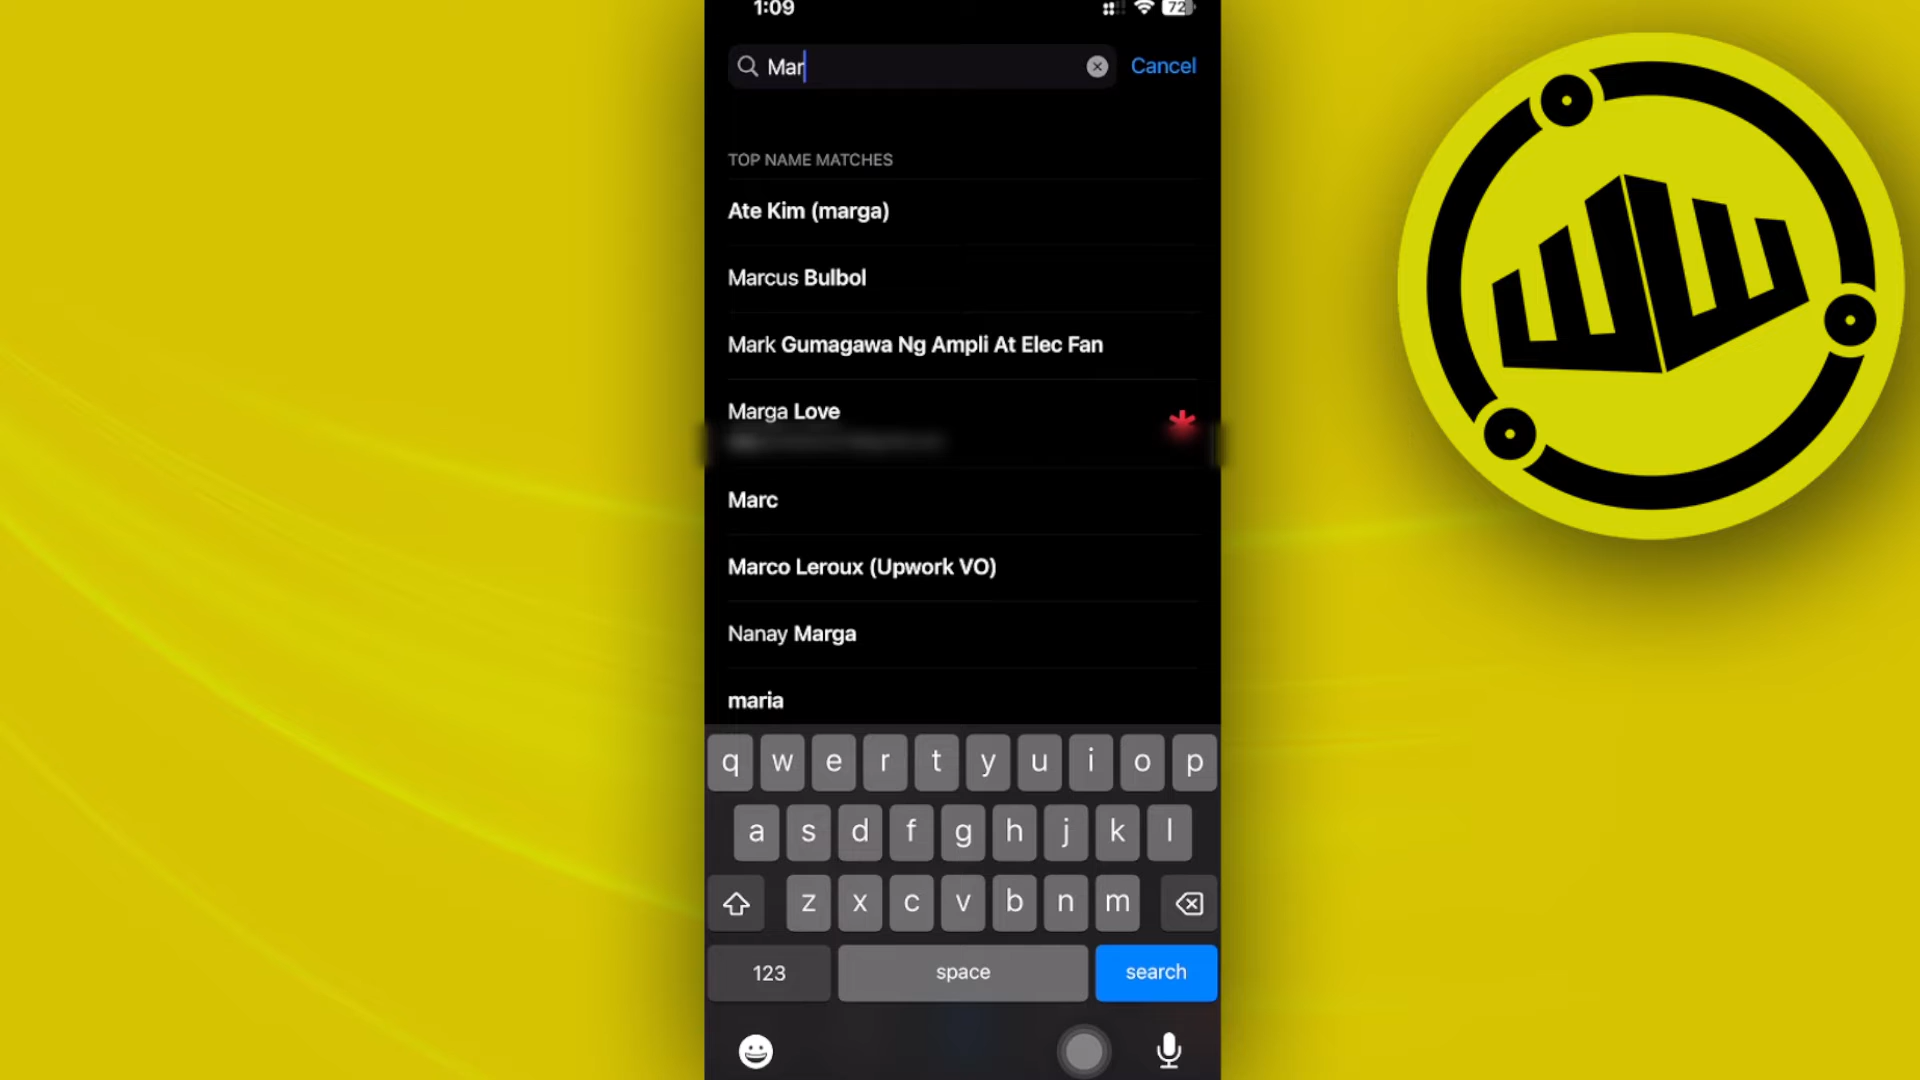 1:09
72
Mar
Cancel
TOP NAME MATCHES
Ate Kim (marga)
Marcus Bulbol
Mark Gumagawa Ng Ampli At Elec Fan
Marga Love
Marc
Marco Leroux (Upwork VO)
Nanay Marga
maria
q w e r t y u i o p
a s d f g h j k l
z x c v b n m
123 space search